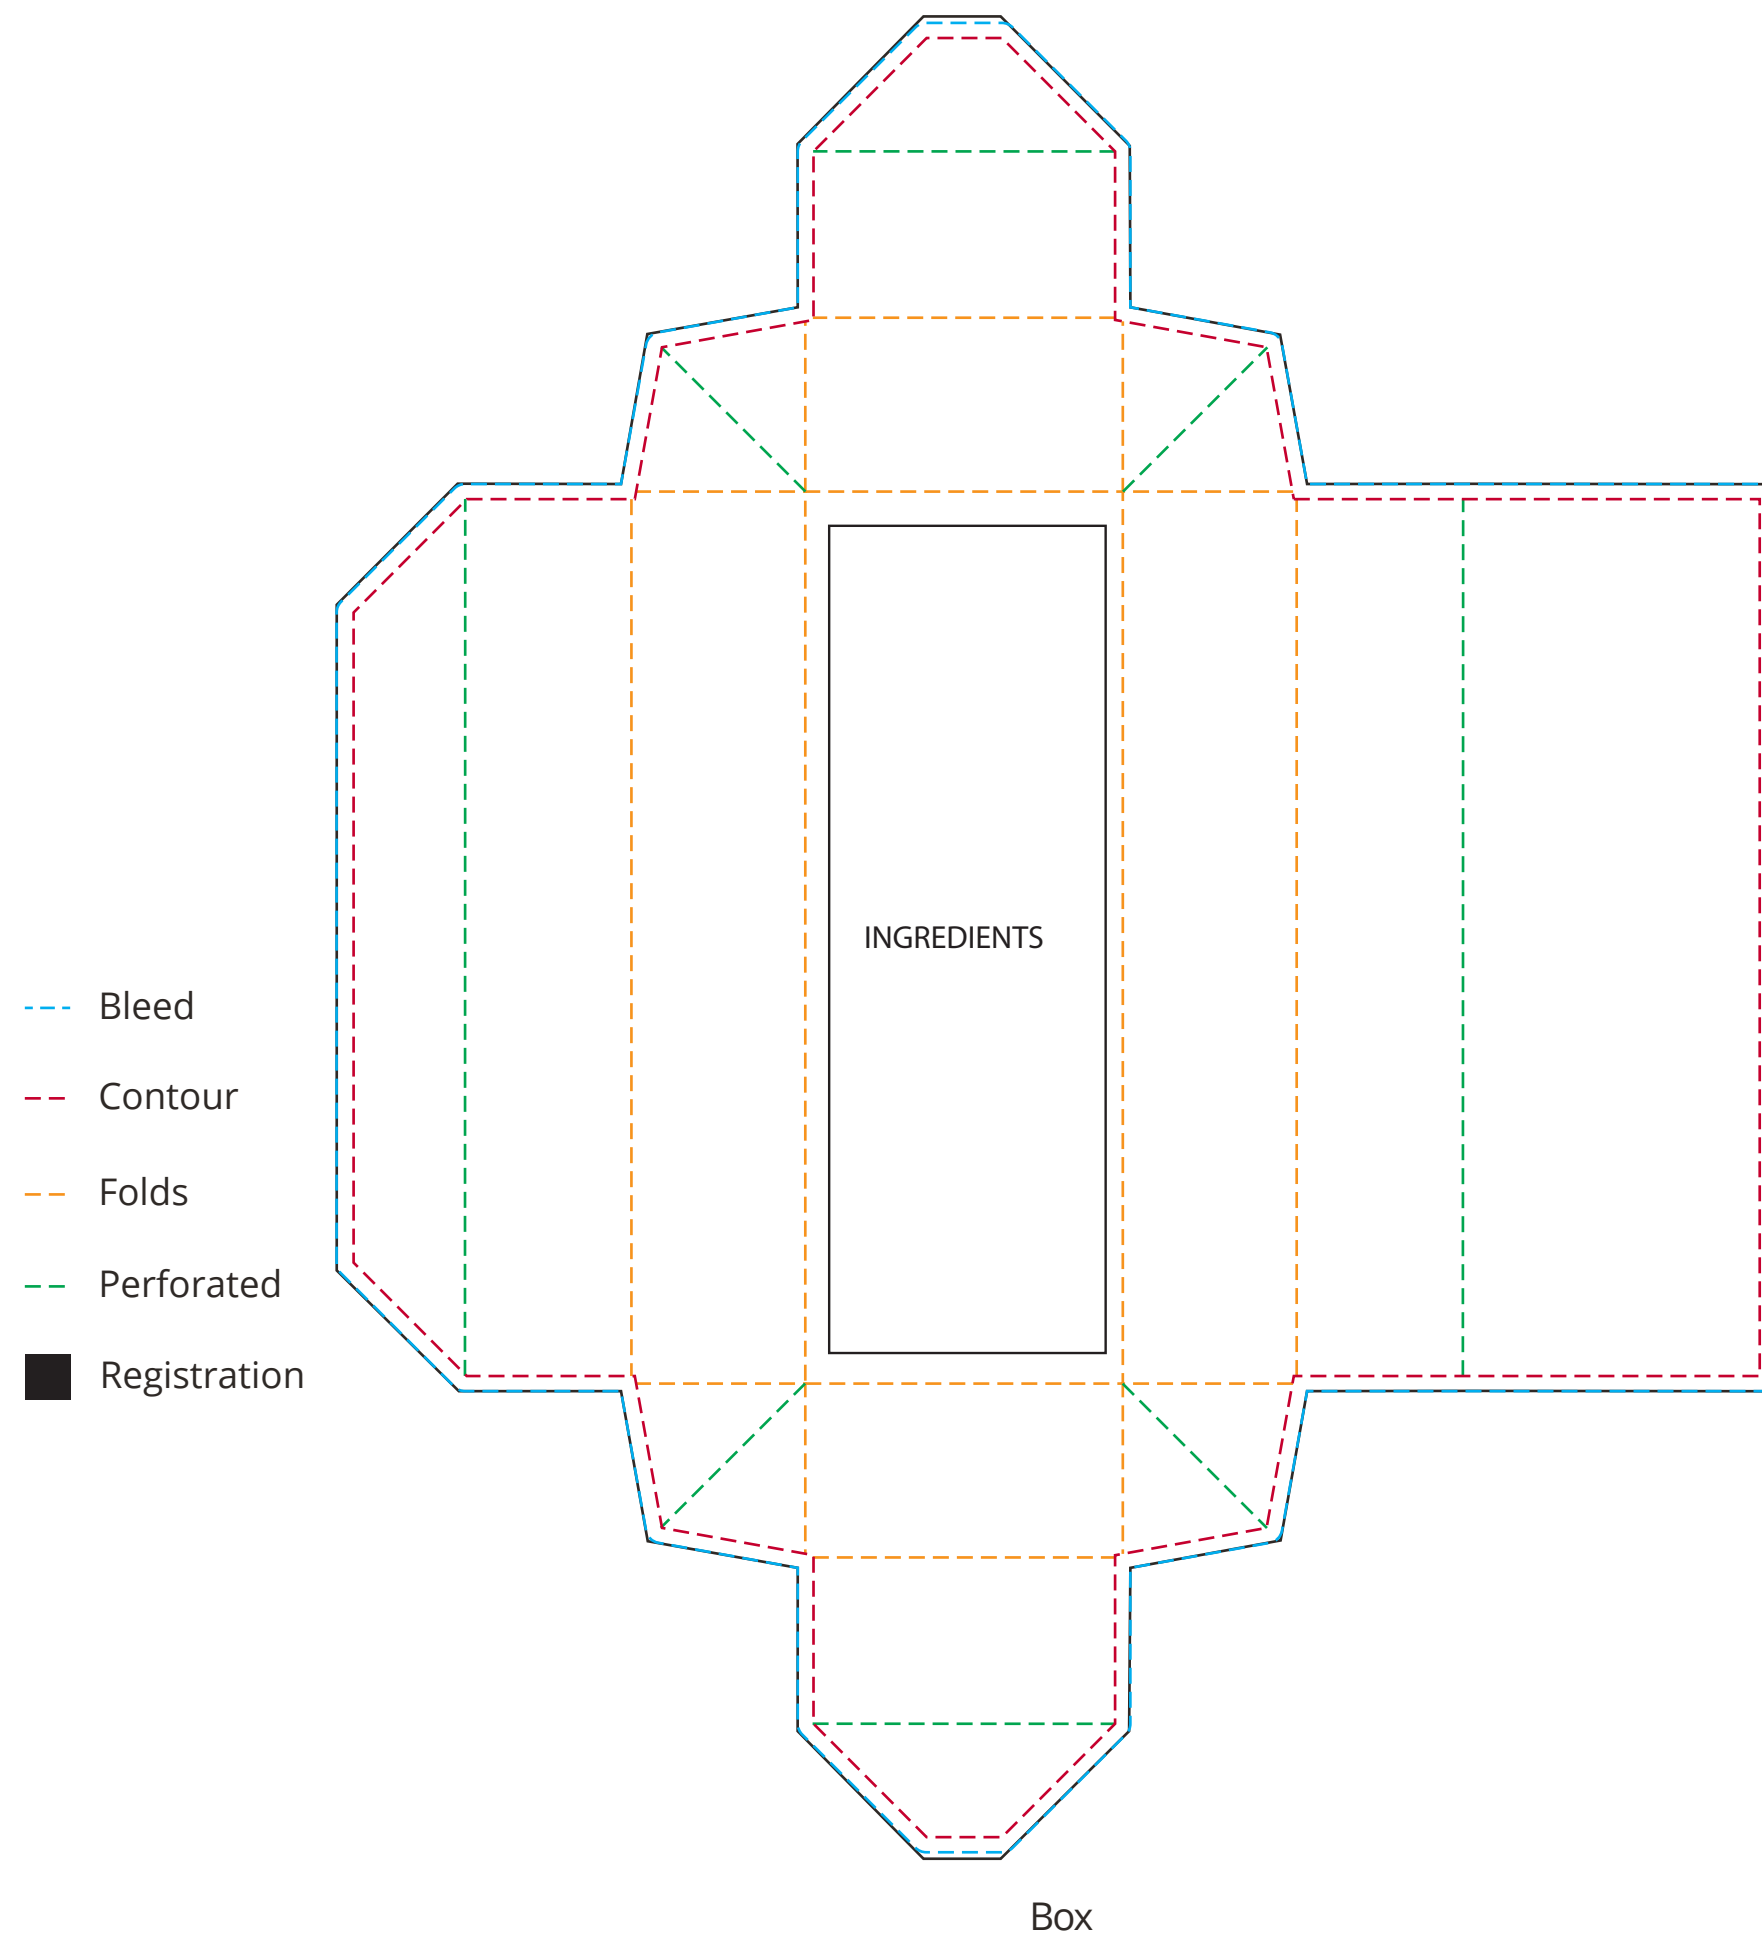 INGREDIENTS
Bleed
Contour
Folds
Perforated
Registration
Box